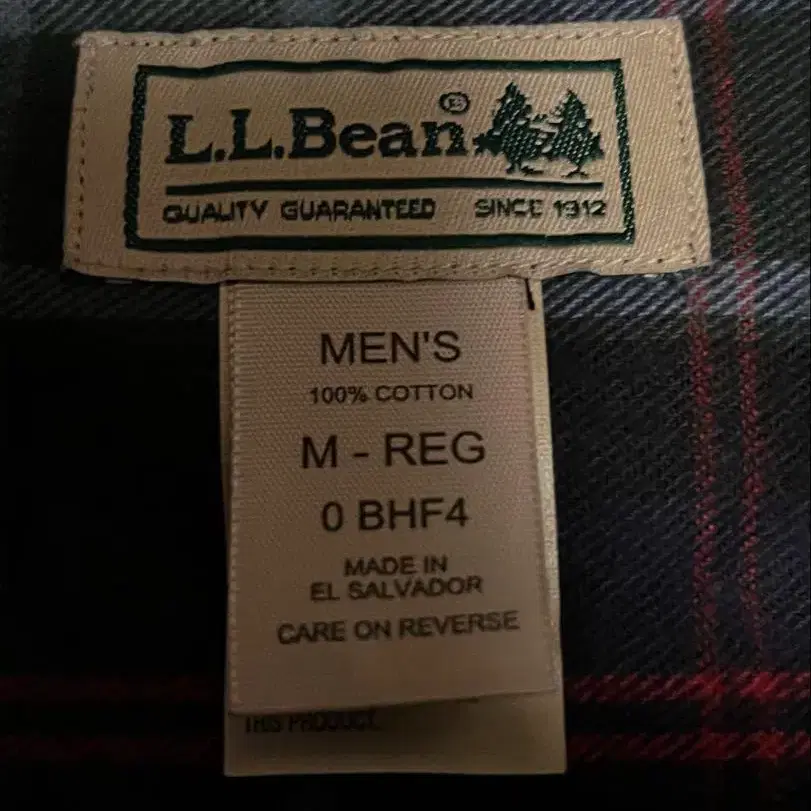 L.L.Bean®
QUALITY GUARANTEED SINCE 1912
MEN'S
100% COTTON
M - REG
0 BHF4
MADE IN
EL SALVADOR
CARE ON REVERSE
THIS PRODUCT.